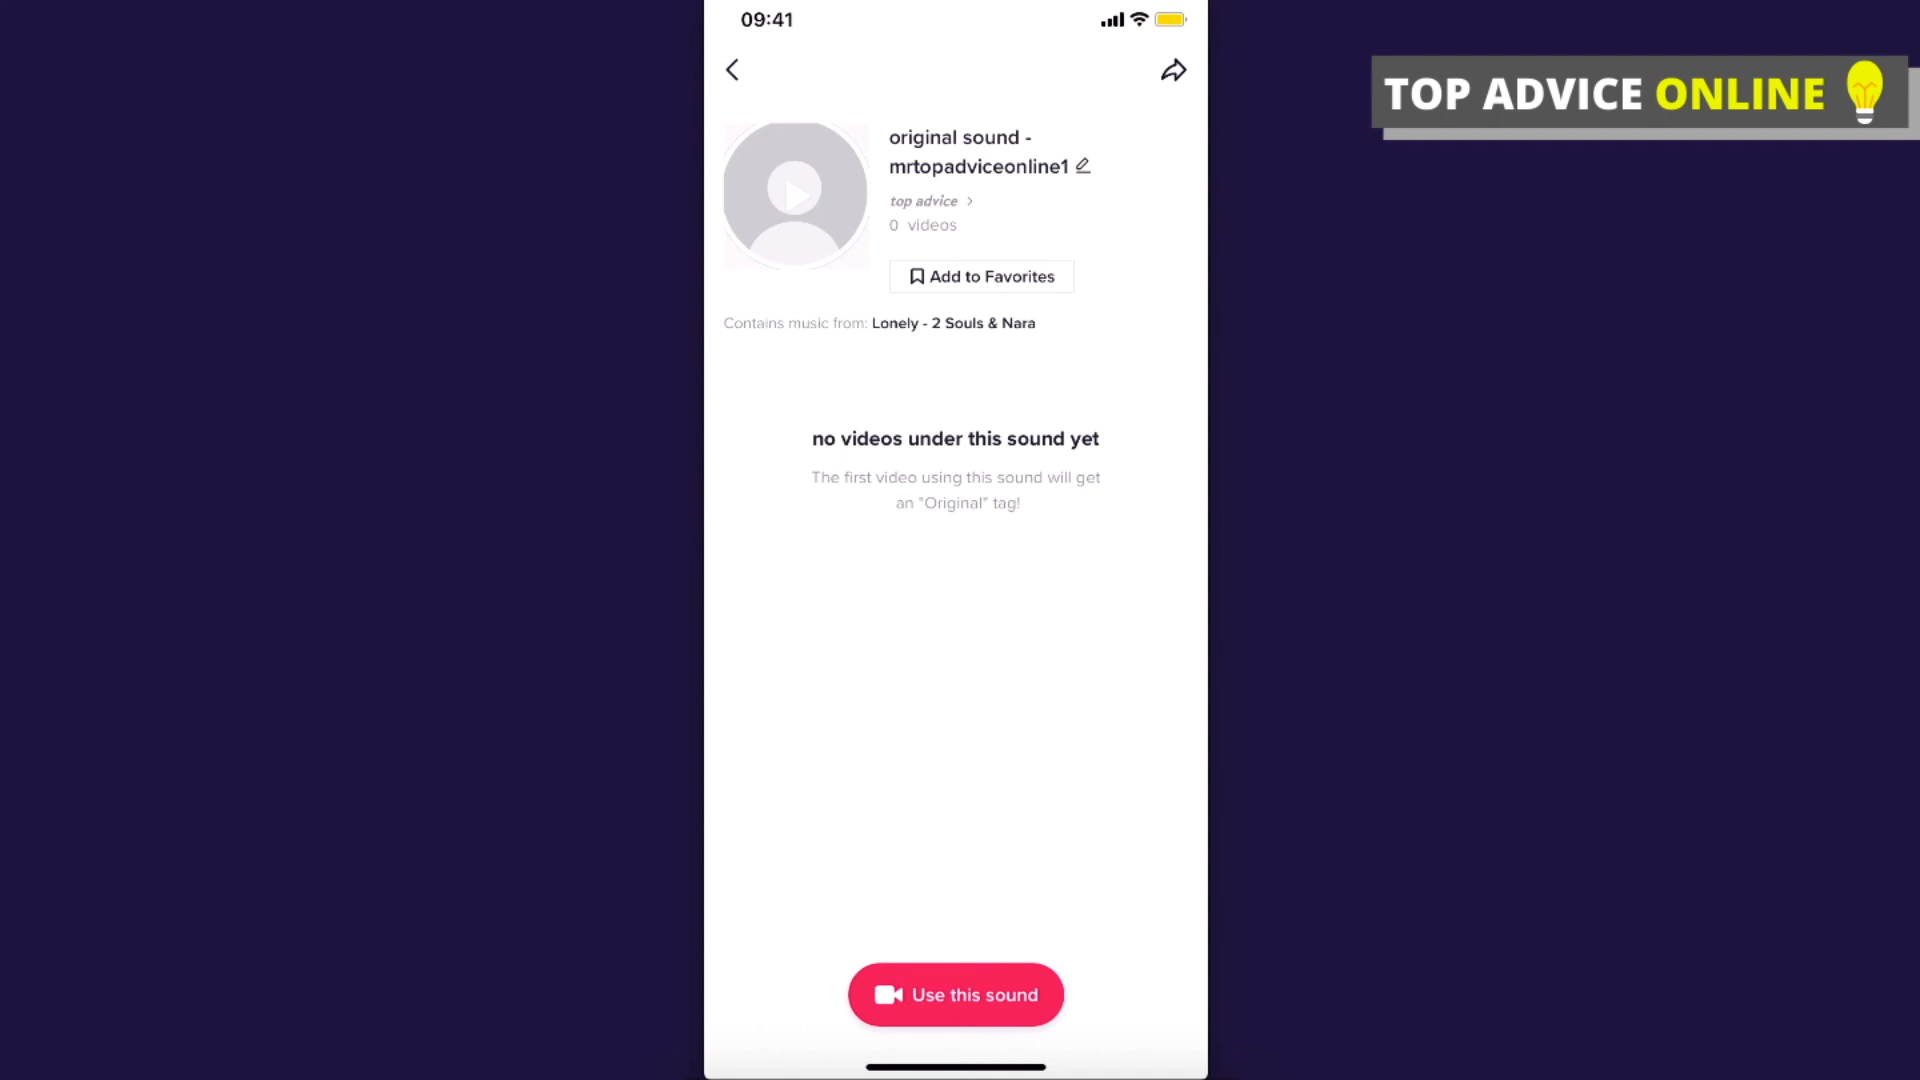 09:41
TOP ADVICE ONLINE
original sound -
mrtopadviceonline1
top advice >
0 videos
Add to Favorites
Contains music from: Lonely - 2 Souls & Nara
no videos under this sound yet
The first video using this sound will get
an "Original" tag!
Use this sound